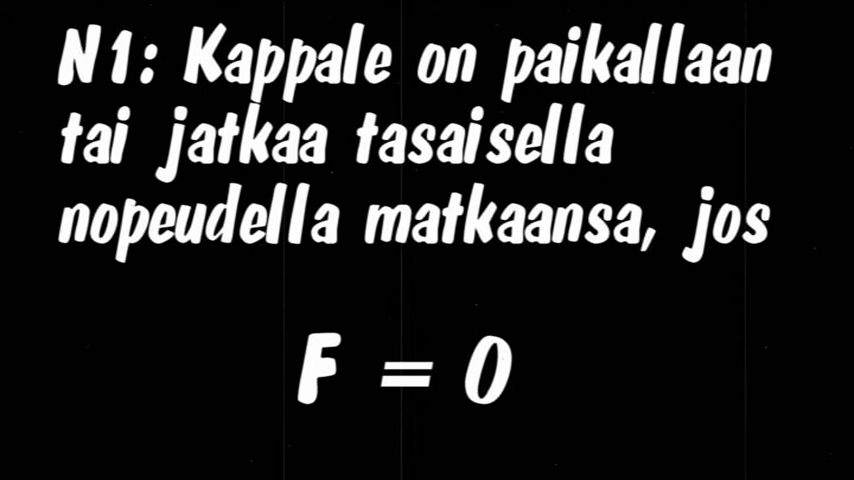 N1: Kappale on paikallaan
tai jatkaa tasaisella
nopeudella matkaansa, jos
F = 0